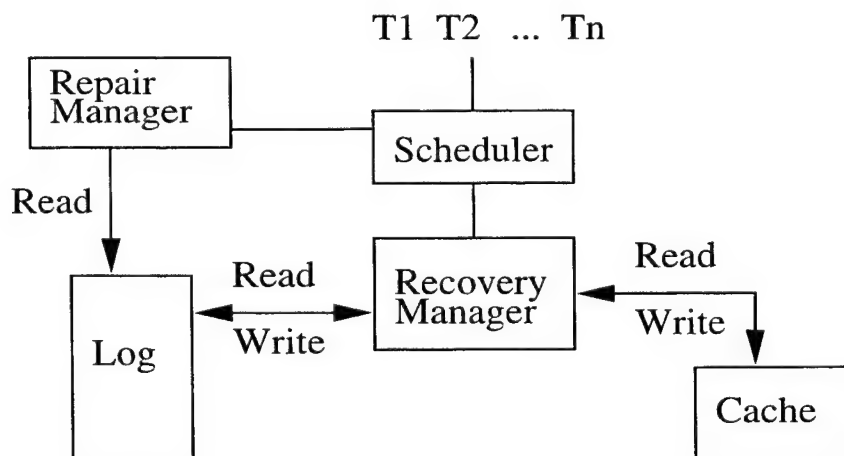 T1 T2 ... Tn
Repair
Manager
Scheduler
Read
Read
Write
Recovery
Manager
Read
Write
Log
Cache